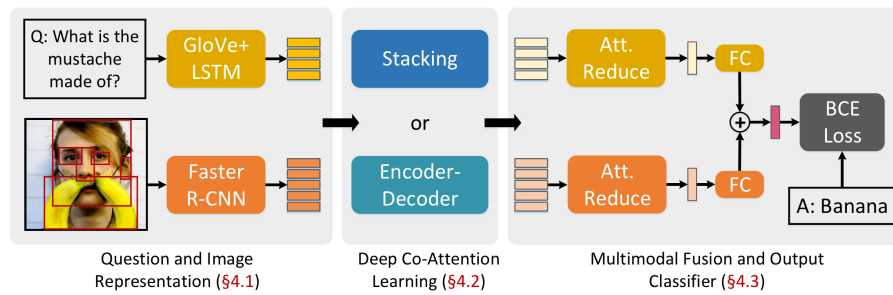 Q: What is the
mustache
made of?
GloVe+
LSTM
Faster
R-CNN
Question and Image
Representation (§4.1)
Stacking
or
Encoder-
Decoder
Deep Co-Attention
Learning (§4.2)
Att.
Reduce
FC
+
BCE
Loss
Att.
Reduce
FC
A: Banana
Multimodal Fusion and Output
Classifier (§4.3)